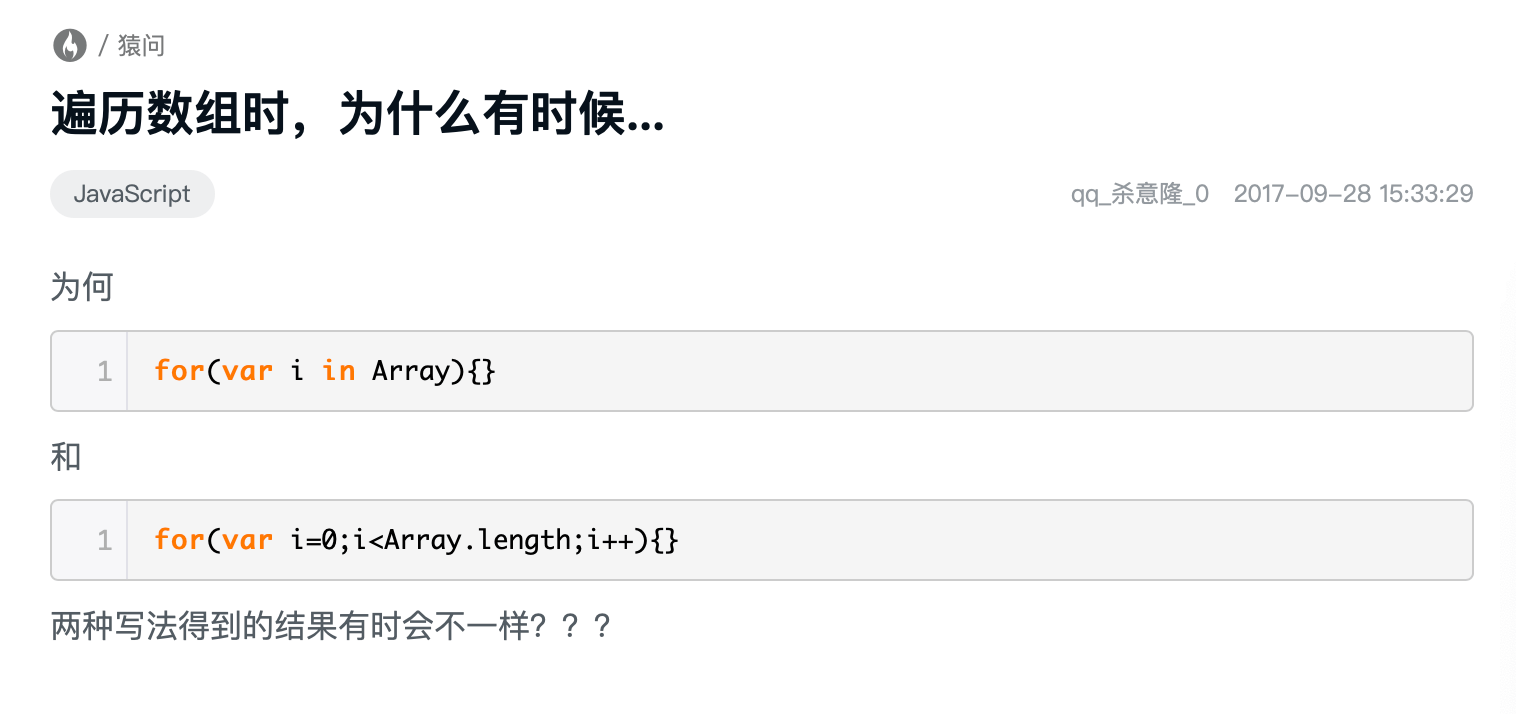 / 猿问
遍历数组时，为什么有时候...
JavaScript
qq_杀意隆_0 2017-09-28 15:33:29
为何
1 for(var i in Array){}
和
1 for(var i=0;i<Array.length;i++){}
两种写法得到的结果有时会不一样？？？